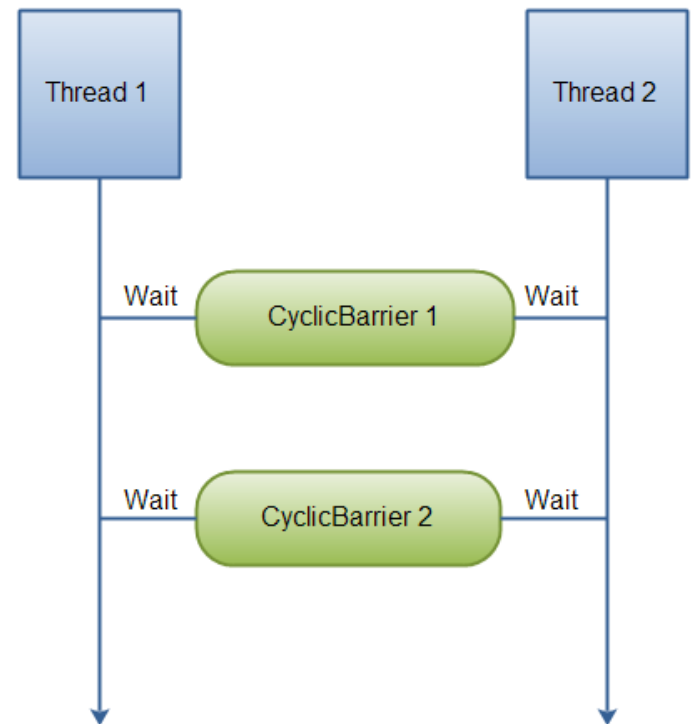 Thread 1
Thread 2
Wait
CyclicBarrier 1
Wait
Wait
CyclicBarrier 2
Wait